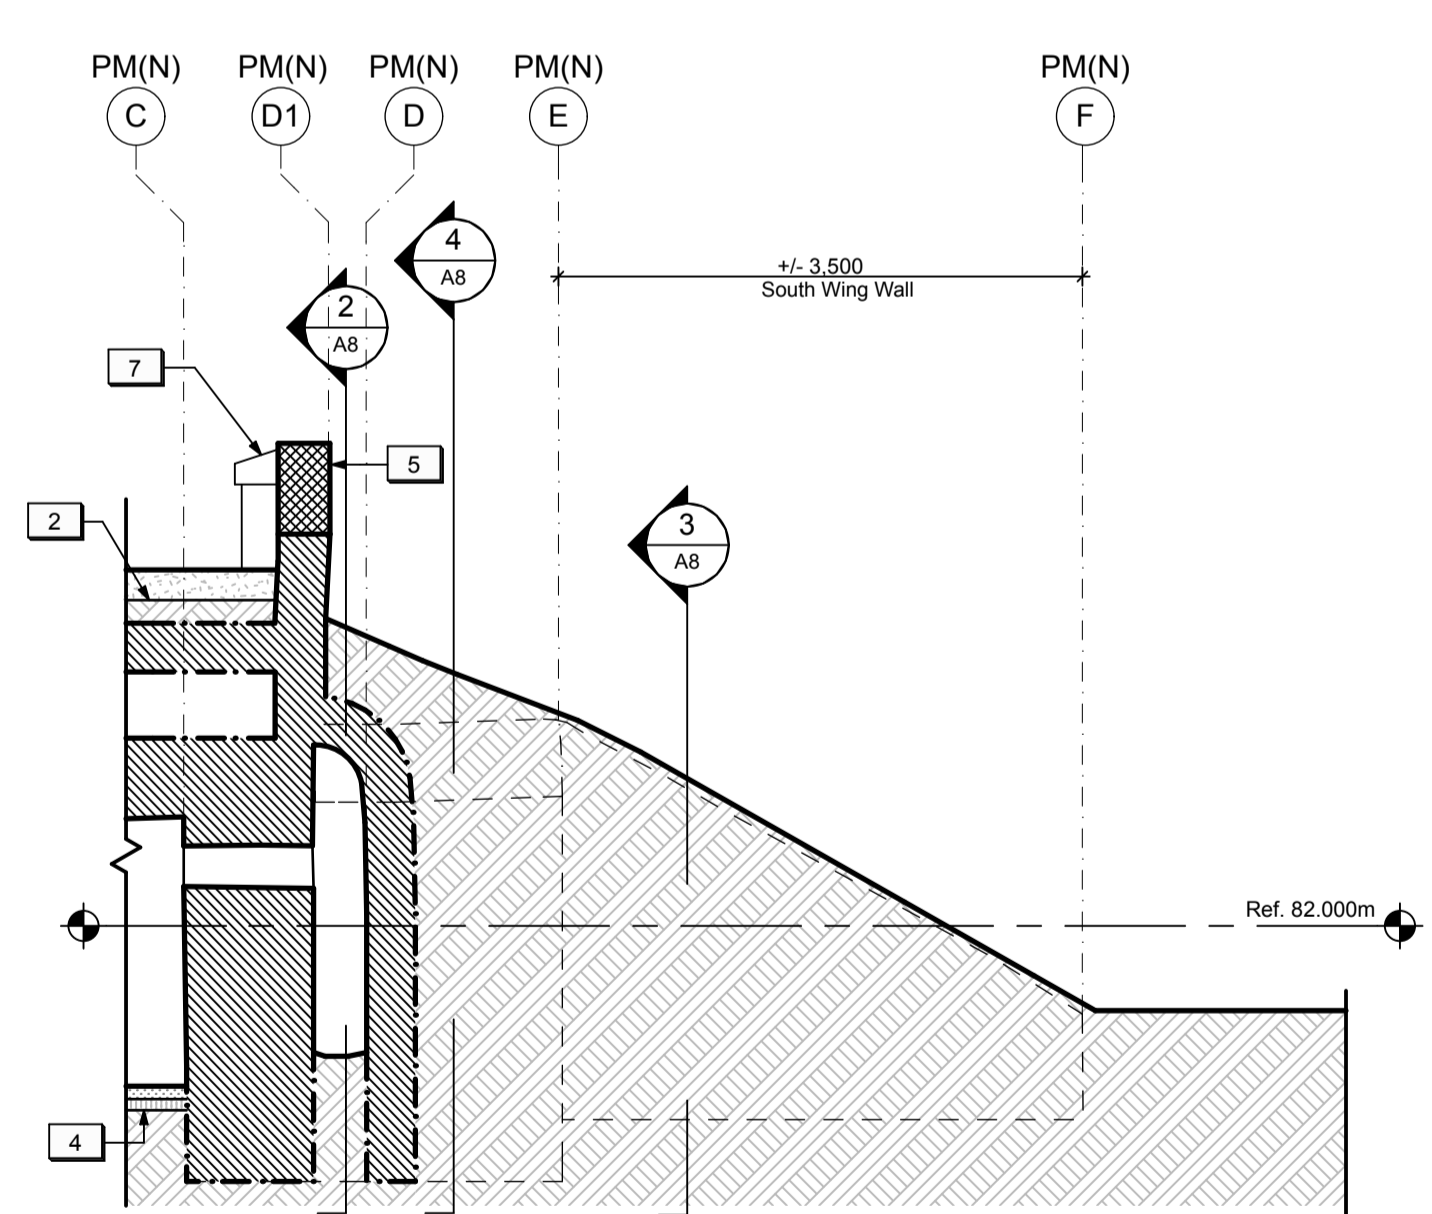 PM(N) PM(N) PM(N) PM(N) PM(N)
C D1 D E F
4
A8
+/- 3,500
South Wing Wall
2
A8
7
5
2
3
A8
Ref. 82.000m
4